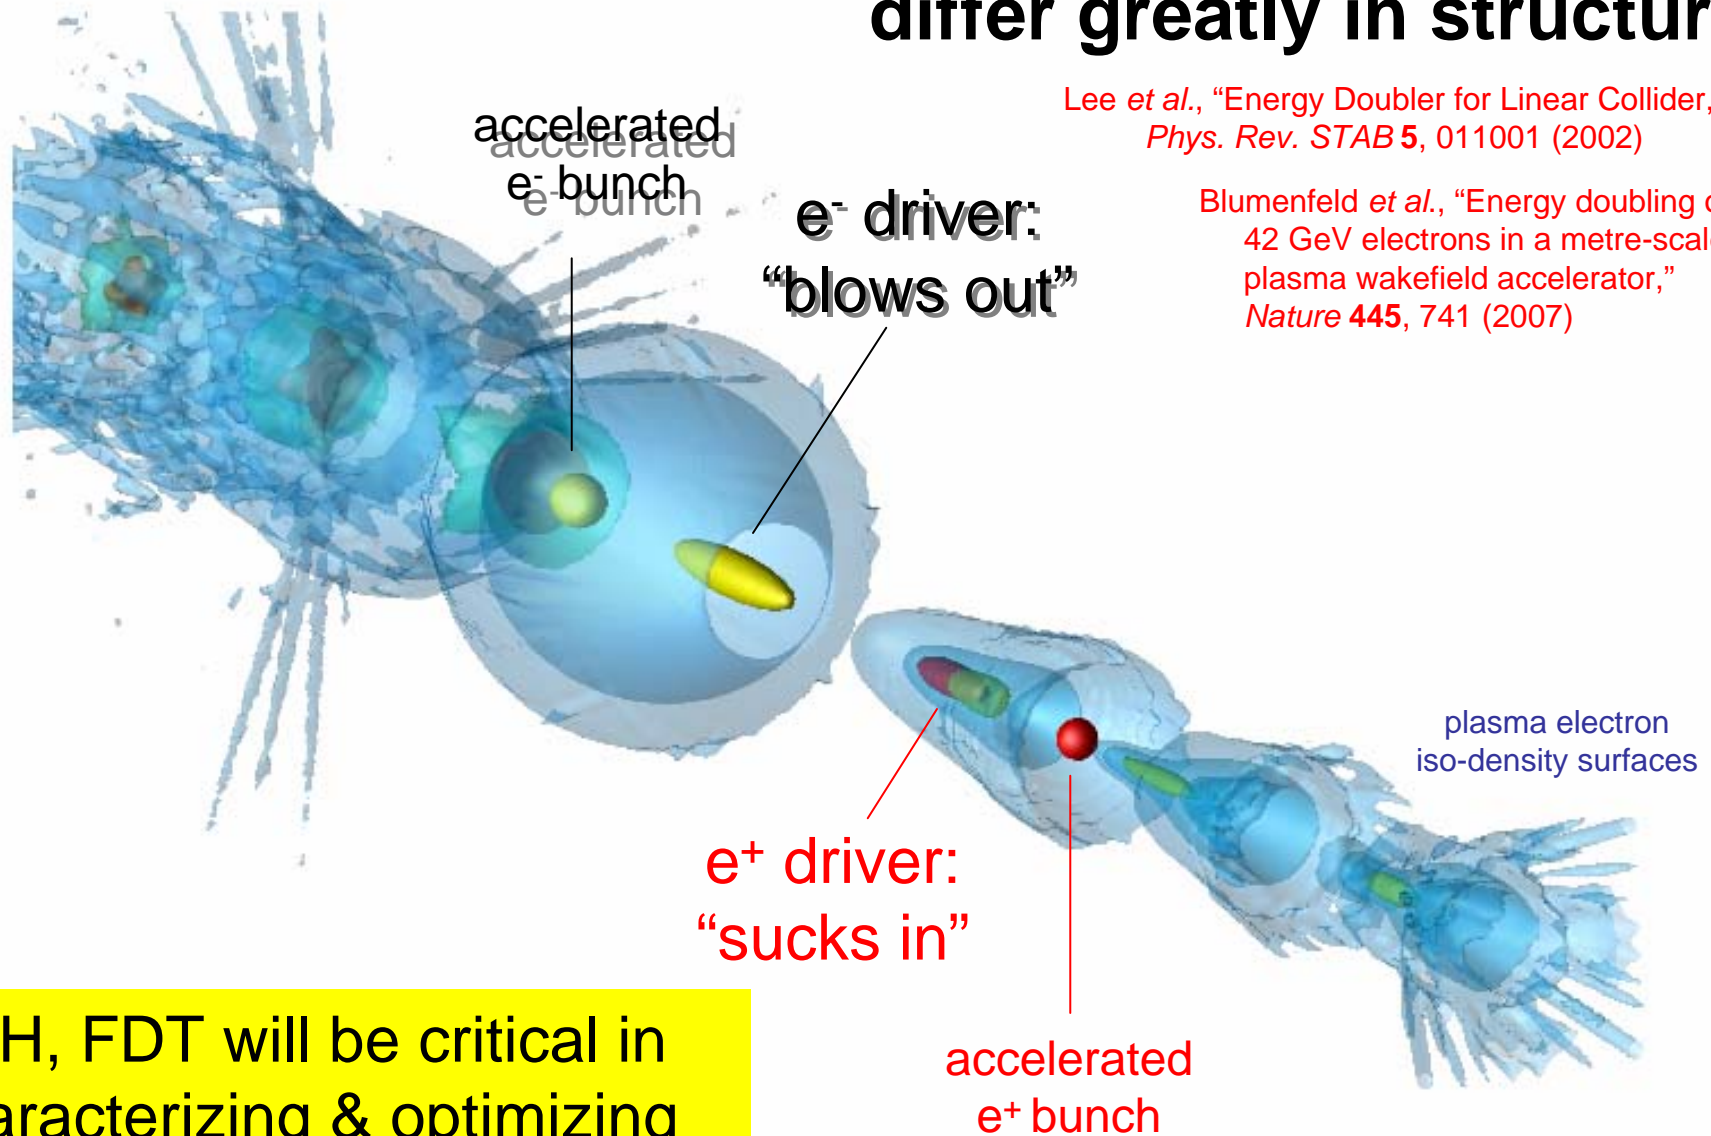 differ greatly in structur
Lee et al., “Energy Doubler for Linear Collider,
Phys. Rev. STAB 5, 011001 (2002)
Blumenfeld et al., “Energy doubling o
42 GeV electrons in a metre-scale
plasma wakefield accelerator,”
Nature 445, 741 (2007)
accelerated
e- bunch
e- driver:
“blows out”
plasma electron
iso-density surfaces
e+ driver:
“sucks in”
accelerated
e+ bunch
H, FDT will be critical in
aracterizing & optimizing